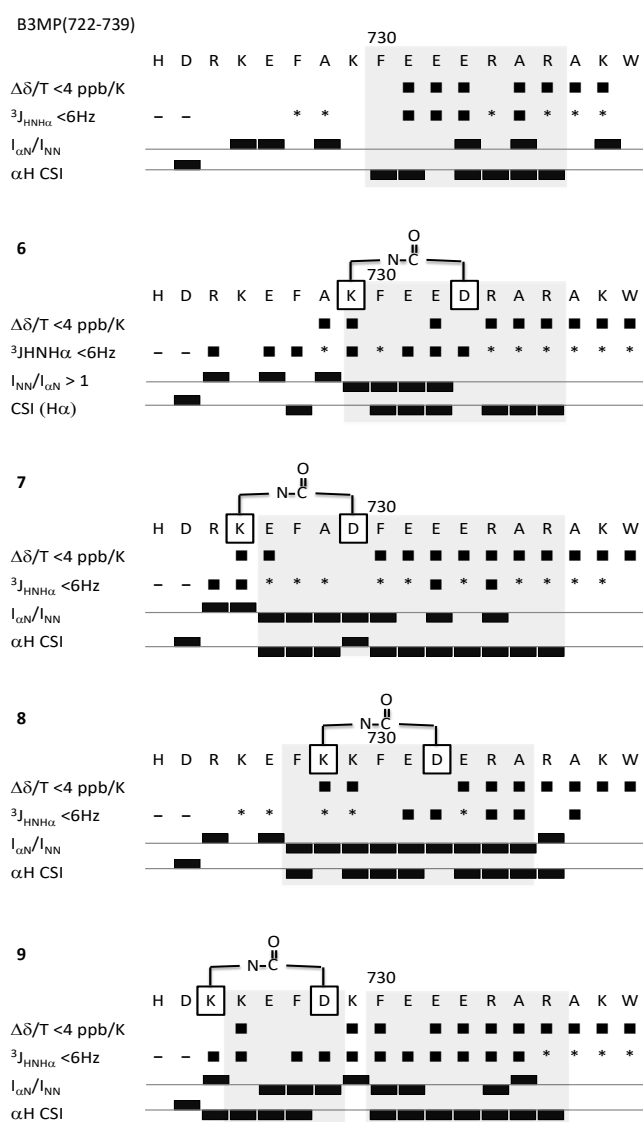 B3MP(722-739)
730
H D R K E F A K F E E E R A R A K W
Δδ/T <4 ppb/K
³J_HNHα <6Hz – – * * * * * *
I_αN/I_NN
αH CSI
6
O
N-C
730
H D R K E F A K F E E D R A R A K W
Δδ/T <4 ppb/K
³JHNHα <6Hz – – * * * * * * * *
I_NN/I_αN > 1
CSI (Hα)
7
O
N-C
730
H D R K E F A D F E E E R A R A K W
Δδ/T <4 ppb/K
³J_HNHα <6Hz – – * * * * * * * * *
I_αN/I_NN
αH CSI
8
O
N-C
730
H D R K E F K K F E D E R A R A K W
Δδ/T <4 ppb/K
³J_HNHα <6Hz – – * * * * *
I_αN/I_NN
αH CSI
9
O
N-C
730
H D K K E F D K F E E E R A R A K W
Δδ/T <4 ppb/K
³J_HNHα <6Hz – – * * * *
I_αN/I_NN
αH CSI